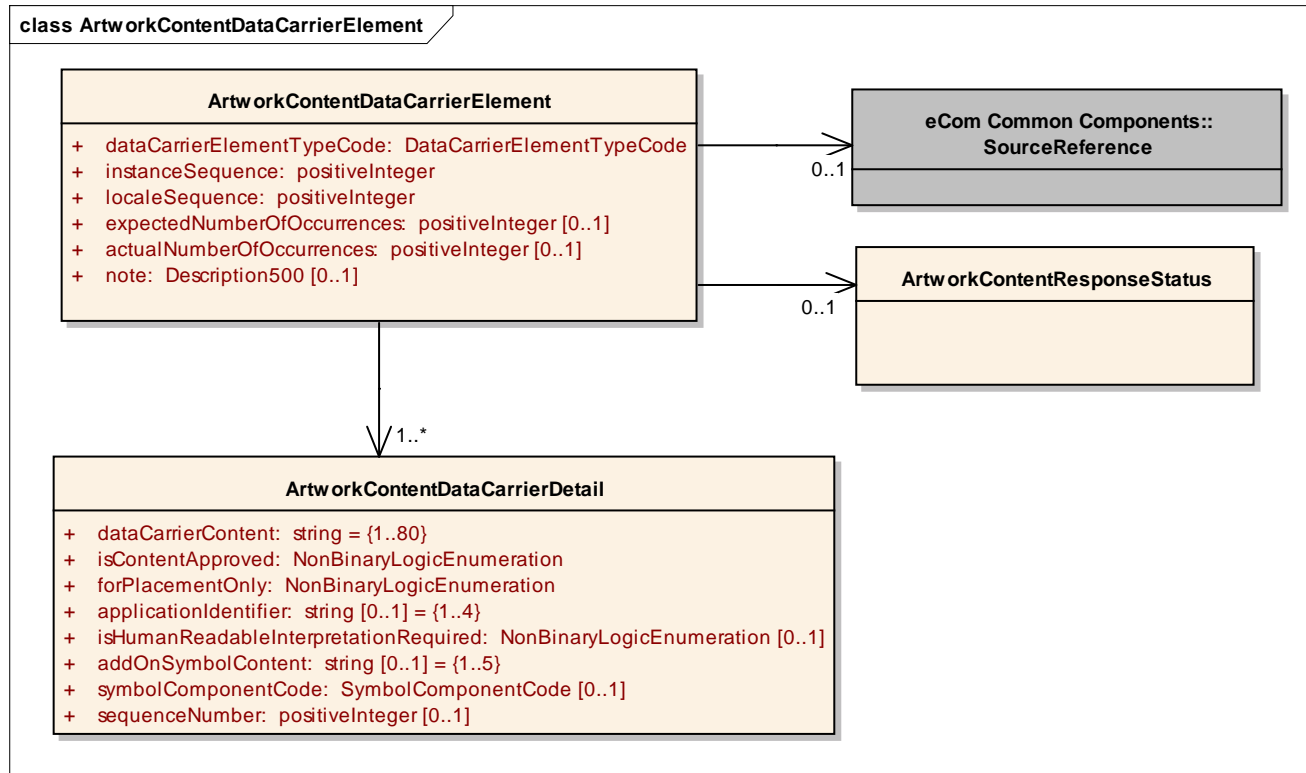 class ArtworkContentDataCarrierElement
ArtworkContentDataCarrierElement
+ dataCarrierElementTypeCode: DataCarrierElementTypeCode
+ instanceSequence: positiveInteger
+ localeSequence: positiveInteger
+ expectedNumberOfOccurrences: positiveInteger [0..1]
+ actualNumberOfOccurrences: positiveInteger [0..1]
+ note: Description500 [0..1]
eCom Common Components::
SourceReference
0..1
ArtworkContentResponseStatus
0..1
1..*
ArtworkContentDataCarrierDetail
+ dataCarrierContent: string = {1..80}
+ isContentApproved: NonBinaryLogicEnumeration
+ forPlacementOnly: NonBinaryLogicEnumeration
+ applicationIdentifier: string [0..1] = {1..4}
+ isHumanReadableInterpretationRequired: NonBinaryLogicEnumeration [0..1]
+ addOnSymbolContent: string [0..1] = {1..5}
+ symbolComponentCode: SymbolComponentCode [0..1]
+ sequenceNumber: positiveInteger [0..1]